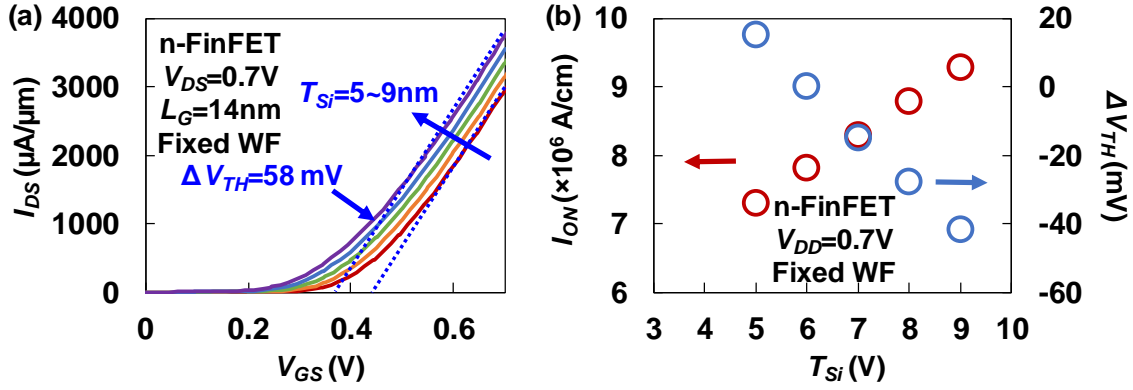 (a)
4000
3000
2000
1000
0
I_DS (µA/µm)
n-FinFET
V_DS=0.7V
L_G=14nm
Fixed WF
T_Si=5~9nm
Δ V_TH=58 mV
0 0.2 0.4 0.6
V_GS (V)
(b)
10
9
8
7
6
I_ON (×10⁶ A/cm)
n-FinFET
V_DD=0.7V
Fixed WF
20
0
-20
-40
-60
ΔV_TH (mV)
3 4 5 6 7 8 9 10
T_Si (V)